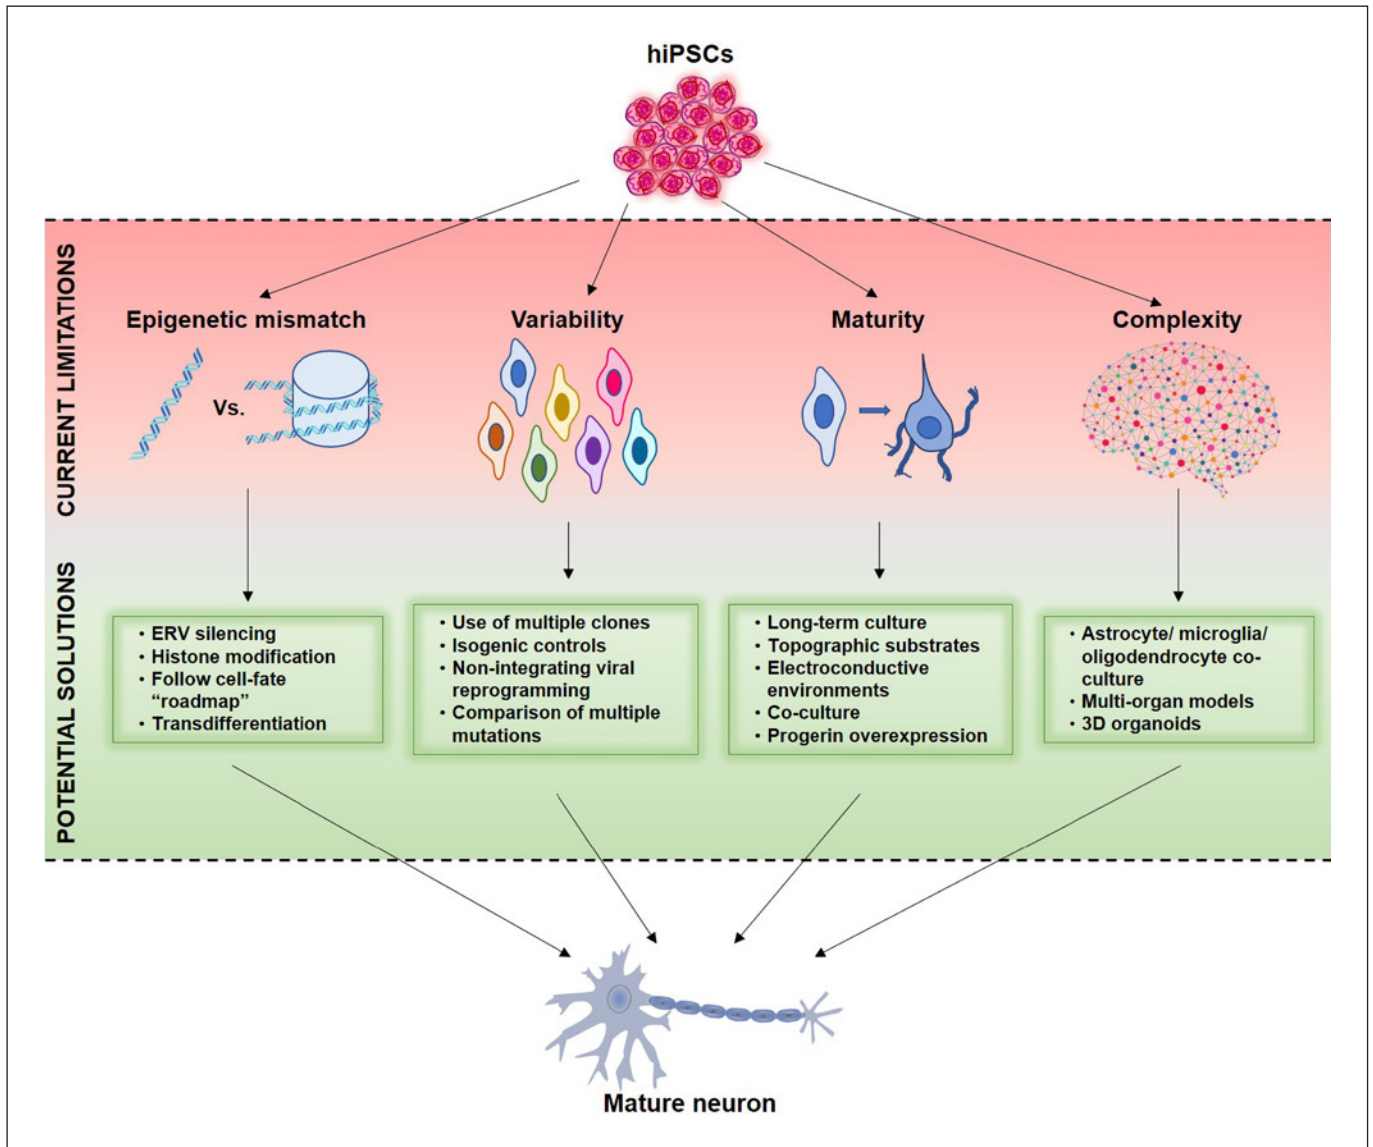 hiPSCs
CURRENT LIMITATIONS
Epigenetic mismatch
Variability
Maturity
Complexity
Vs.
POTENTIAL SOLUTIONS
• ERV silencing
• Histone modification
• Follow cell-fate
“roadmap”
• Transdifferentiation
• Use of multiple clones
• Isogenic controls
• Non-integrating viral
reprogramming
• Comparison of multiple
mutations
• Long-term culture
• Topographic substrates
• Electroconductive
environments
• Co-culture
• Progerin overexpression
• Astrocyte/ microglia/
oligodendrocyte co-
culture
• Multi-organ models
• 3D organoids
Mature neuron